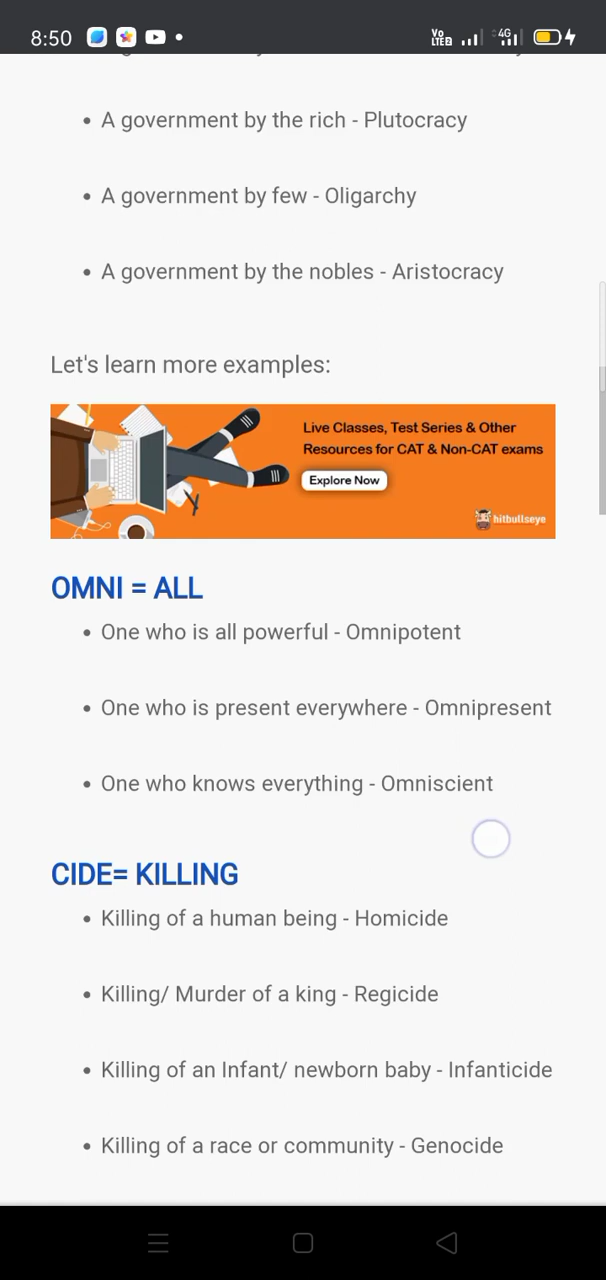 8:50
Vo
LTE2
4G
• A government by the rich - Plutocracy
• A government by few - Oligarchy
• A government by the nobles - Aristocracy
Let's learn more examples:
Live Classes, Test Series & Other
Resources for CAT & Non-CAT exams
Explore Now
hitbullseye
OMNI = ALL
• One who is all powerful - Omnipotent
• One who is present everywhere - Omnipresent
• One who knows everything - Omniscient
CIDE= KILLING
• Killing of a human being - Homicide
• Killing/ Murder of a king - Regicide
• Killing of an Infant/ newborn baby - Infanticide
• Killing of a race or community - Genocide